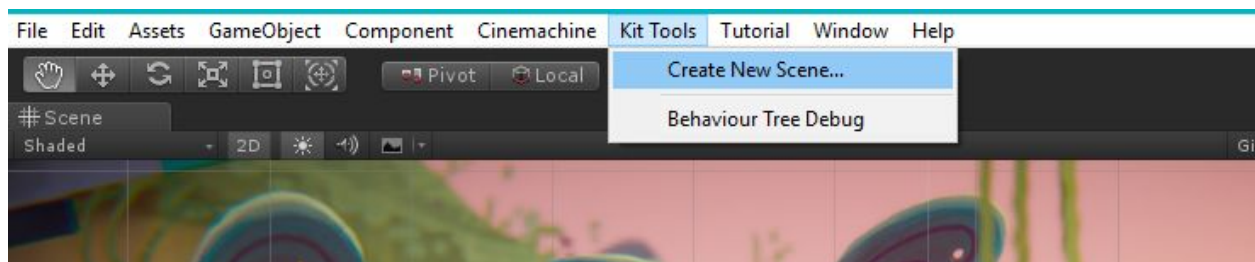 File Edit Assets GameObject Component Cinemachine Kit Tools Tutorial Window Help
Pivot Local
Create New Scene...
# Scene
Behaviour Tree Debug
Shaded 2D Gi